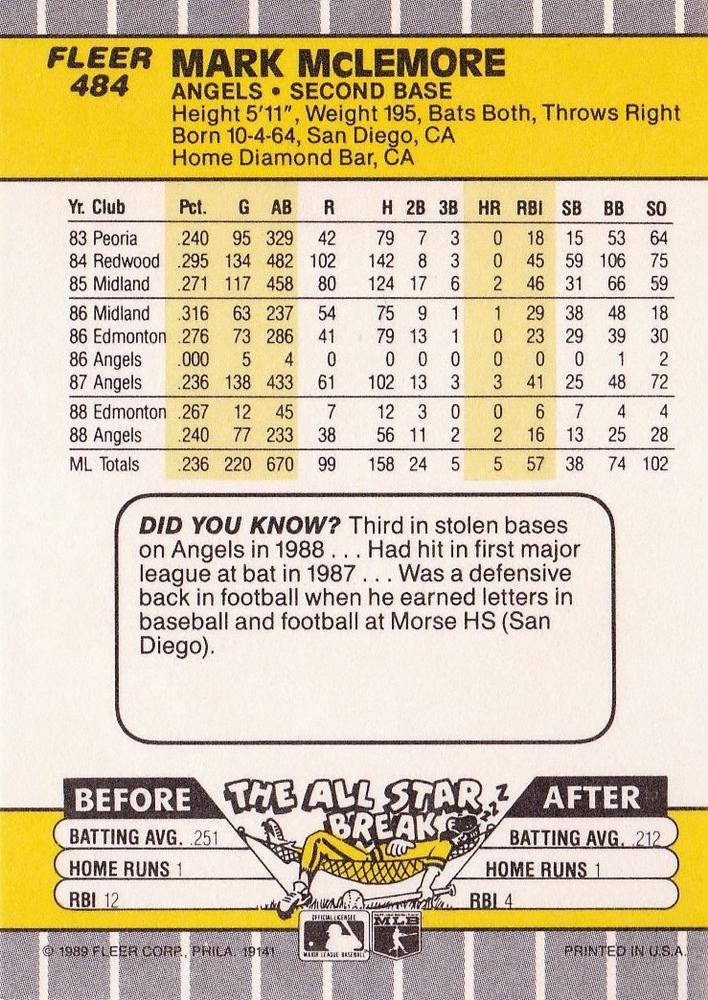 FLEER
484
MARK McLEMORE
ANGELS • SECOND BASE
Height 5'11", Weight 195, Bats Both, Throws Right
Born 10-4-64, San Diego, CA
Home Diamond Bar, CA
Yr. Club Pct. G AB R H 2B 3B HR RBI SB BB SO
83 Peoria .240 95 329 42 79 7 3 0 18 15 53 64
84 Redwood .295 134 482 102 142 8 3 0 45 59 106 75
85 Midland .271 117 458 80 124 17 6 2 46 31 66 59
86 Midland .316 63 237 54 75 9 1 1 29 38 48 18
86 Edmonton .276 73 286 41 79 13 1 0 23 29 39 30
86 Angels .000 5 4 0 0 0 0 0 0 0 1 2
87 Angels .236 138 433 61 102 13 3 3 41 25 48 72
88 Edmonton .267 12 45 7 12 3 0 0 6 7 4 4
88 Angels .240 77 233 38 56 11 2 2 16 13 25 28
ML Totals .236 220 670 99 158 24 5 5 57 38 74 102
DID YOU KNOW? Third in stolen bases
on Angels in 1988 . . . Had hit in first major
league at bat in 1987 . . . Was a defensive
back in football when he earned letters in
baseball and football at Morse HS (San
Diego).
THE ALL STAR
BREAK
zzZ
BEFORE
BATTING AVG. .251
HOME RUNS 1
RBI 12
AFTER
BATTING AVG. .212
HOME RUNS 1
RBI 4
OFFICIAL LICENSEE
MAJOR LEAGUE BASEBALL
MLB
© 1989 FLEER CORP., PHILA. 19141
PRINTED IN U.S.A.